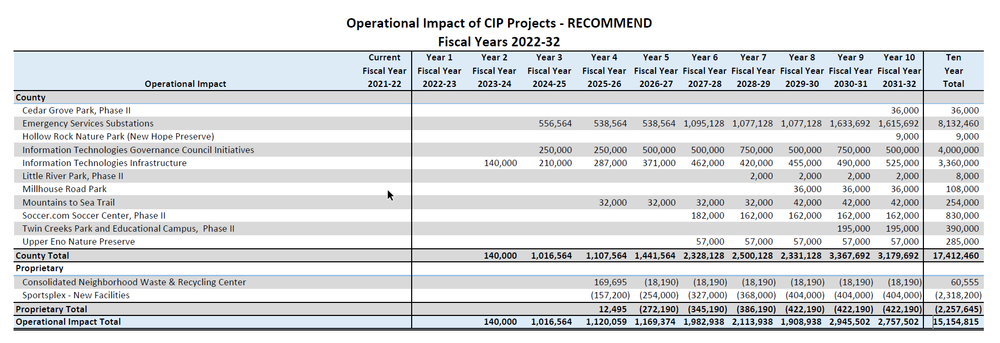 Operational Impact of CIP Projects - RECOMMEND
Fiscal Years 2022-32
Current Year 1 Year 2 Year 3 Year 4 Year 5 Year 6 Year 7 Year 8 Year 9 Year 10 Ten
Fiscal Year Fiscal Year Fiscal Year Fiscal Year Fiscal Year Fiscal Year Fiscal Year Fiscal Year Fiscal Year Fiscal Year Fiscal Year Year
Operational Impact 2021-22 2022-23 2023-24 2024-25 2025-26 2026-27 2027-28 2028-29 2029-30 2030-31 2031-32 Total
County
Cedar Grove Park, Phase II 36,000 36,000
Emergency Services Substations 556,564 538,564 538,564 1,095,128 1,077,128 1,077,128 1,633,692 1,615,692 8,132,460
Hollow Rock Nature Park (New Hope Preserve) 9,000 9,000
Information Technologies Governance Council Initiatives 250,000 250,000 500,000 500,000 750,000 500,000 750,000 500,000 4,000,000
Information Technologies Infrastructure 140,000 210,000 287,000 371,000 462,000 420,000 455,000 490,000 525,000 3,360,000
Little River Park, Phase II 2,000 2,000 2,000 2,000 8,000
Millhouse Road Park 36,000 36,000 36,000 108,000
Mountains to Sea Trail 32,000 32,000 32,000 32,000 42,000 42,000 42,000 254,000
Soccer.com Soccer Center, Phase II 182,000 162,000 162,000 162,000 162,000 830,000
Twin Creeks Park and Educational Campus, Phase II 195,000 195,000 390,000
Upper Eno Nature Preserve 57,000 57,000 57,000 57,000 57,000 285,000
County Total 140,000 1,016,564 1,107,564 1,441,564 2,328,128 2,500,128 2,331,128 3,367,692 3,179,692 17,412,460
Proprietary
Consolidated Neighborhood Waste & Recycling Center 169,695 (18,190) (18,190) (18,190) (18,190) (18,190) (18,190) 60,555
Sportsplex - New Facilities (157,200) (254,000) (327,000) (368,000) (404,000) (404,000) (404,000) (2,318,200)
Proprietary Total 12,495 (272,190) (345,190) (386,190) (422,190) (422,190) (422,190) (2,257,645)
Operational Impact Total 140,000 1,016,564 1,120,059 1,169,374 1,982,938 2,113,938 1,908,938 2,945,502 2,757,502 15,154,815